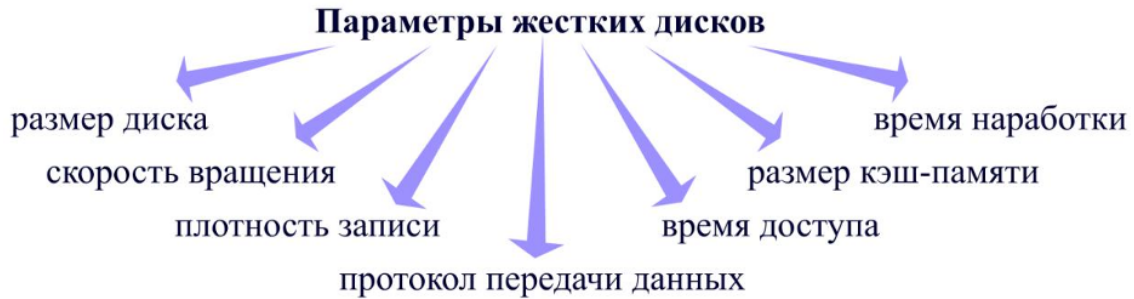 Параметры жестких дисков
размер диска
время наработки
скорость вращения
размер кэш-памяти
плотность записи
время доступа
протокол передачи данных